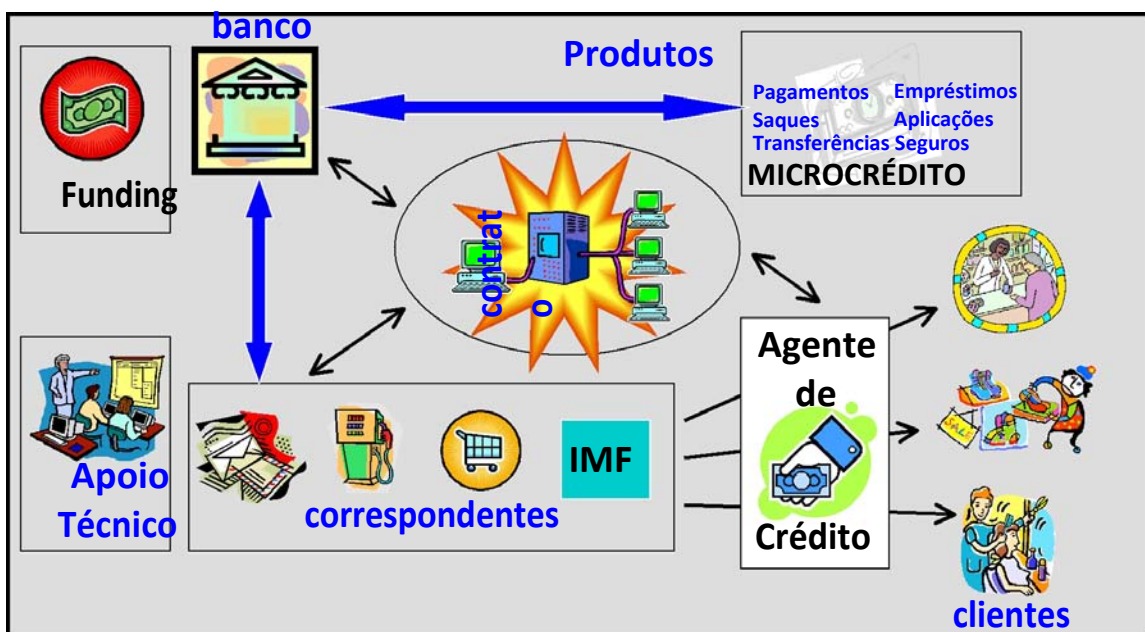 banco
Produtos
Funding
Pagamentos Empréstimos
Saques Aplicações
Transferências Seguros
MICROCRÉDITO
contrat
o
Agente
de
Crédito
SALE
Apoio
Técnico
correspondentes
IMF
clientes